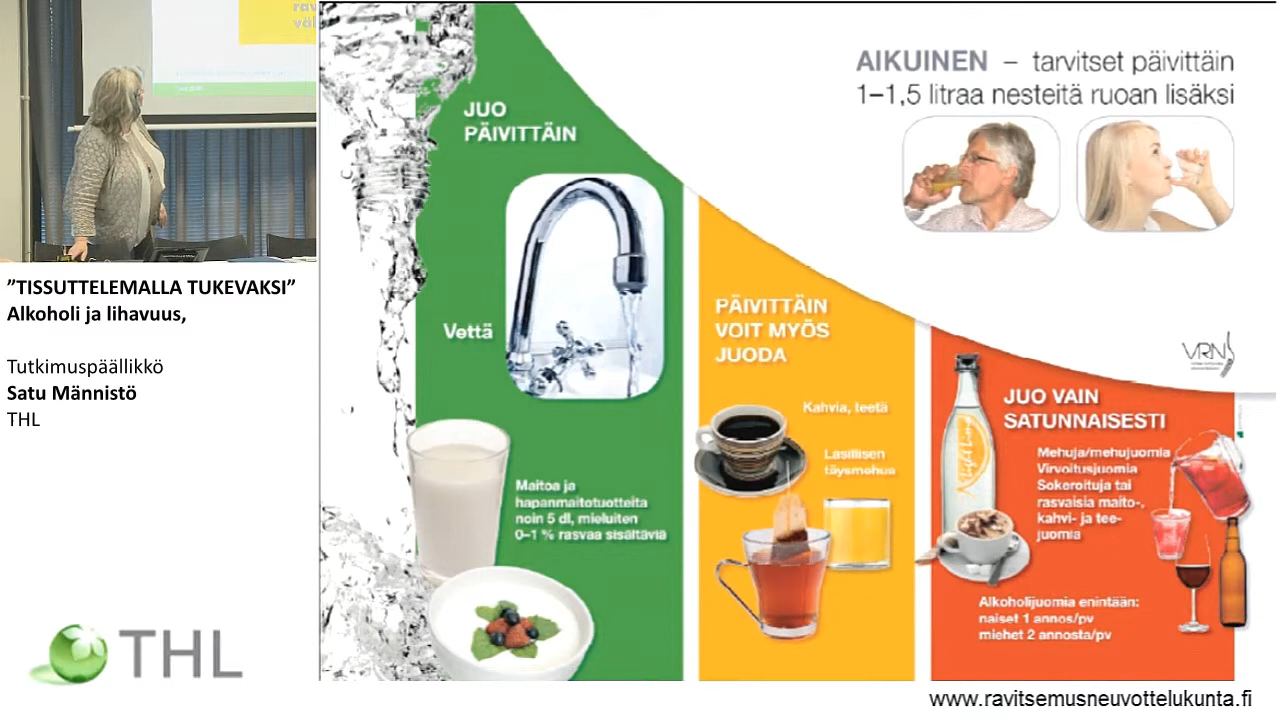 rav
väl
"TISSUTTELEMALLA TUKEVAKSI"
Alkoholi ja lihavuus,
Tutkimuspäällikkö
Satu Männistö
THL
THL
AIKUINEN – tarvitset päivittäin
1–1,5 litraa nesteitä ruoan lisäksi
JUO
PÄIVITTÄIN
Vettä
Maitoa ja
hapanmaitotuotteita
noin 5 dl, mieluiten
0–1 % rasvaa sisältäviä
PÄIVITTÄIN
VOIT MYÖS
JUODA
Kahvia, teetä
Lasillisen
täysmehua
VRN
JUO VAIN
SATUNNAISESTI
Mehuja/mehujuomia
Virvoitusjuomia
Sokeroituja tai
rasvaisia maito-,
kahvi- ja tee-
juomia
Alkoholijuomia enintään:
naiset 1 annos/pv
miehet 2 annosta/pv
www.ravitsemusneuvottelukunta.fi